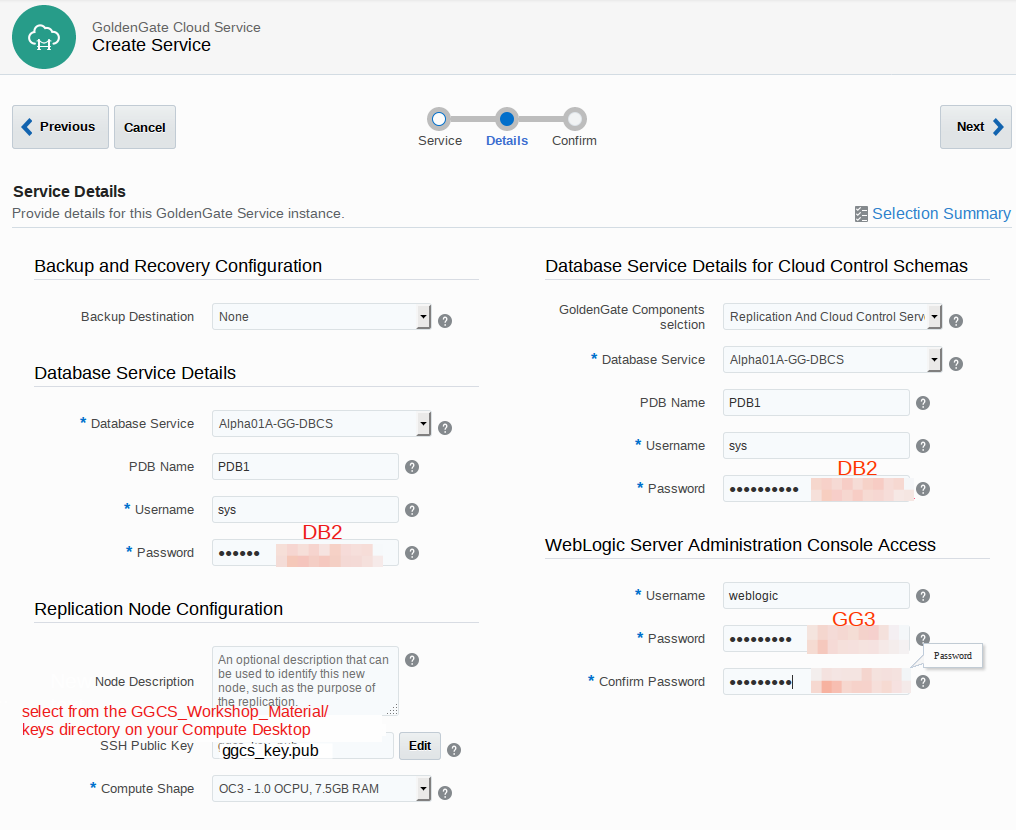 GoldenGate Cloud Service
Create Service
Previous
Cancel
Service
Details
Confirm
Next
Service Details
Provide details for this GoldenGate Service instance.
Selection Summary
Backup and Recovery Configuration
Backup Destination
None
Database Service Details
* Database Service
Alpha01A-GG-DBCS
PDB Name
PDB1
* Username
sys
DB2
* Password
••••••
Replication Node Configuration
Node Description
An optional description that can
be used to identify this new
node, such as the purpose of
the replication.
select from the GGCS_Workshop_Material/
keys directory on your Compute Desktop
SSH Public Key
ggcs_key.pub
Edit
* Compute Shape
OC3 - 1.0 OCPU, 7.5GB RAM
Database Service Details for Cloud Control Schemas
GoldenGate Components
selction
Replication And Cloud Control Serv
* Database Service
Alpha01A-GG-DBCS
PDB Name
PDB1
* Username
sys
DB2
* Password
••••••••••
WebLogic Server Administration Console Access
* Username
weblogic
GG3
* Password
•••••••••
Password
* Confirm Password
•••••••••